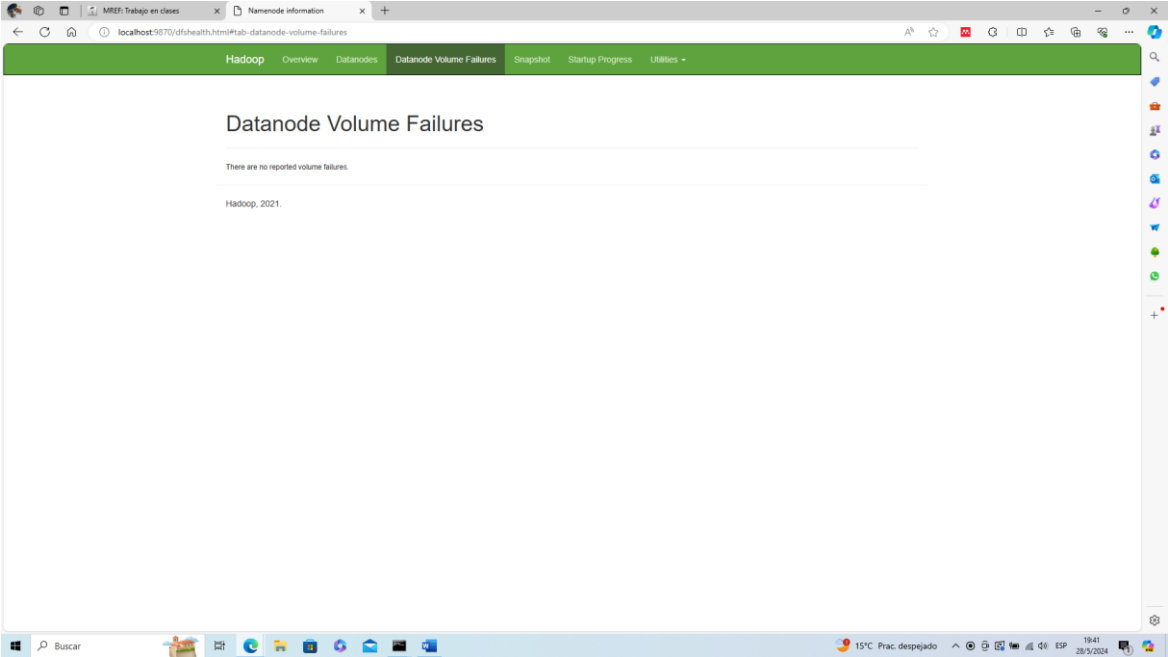 MREF: Trabajo en clases
Namenode information
localhost:9870/dfshealth.html#tab-datanode-volume-failures
Hadoop Overview Datanodes Datanode Volume Failures Snapshot Startup Progress Utilities
Datanode Volume Failures
There are no reported volume failures.
Hadoop, 2021.
Buscar
15°C Prac. despejado
ESP
19:41
28/5/2024